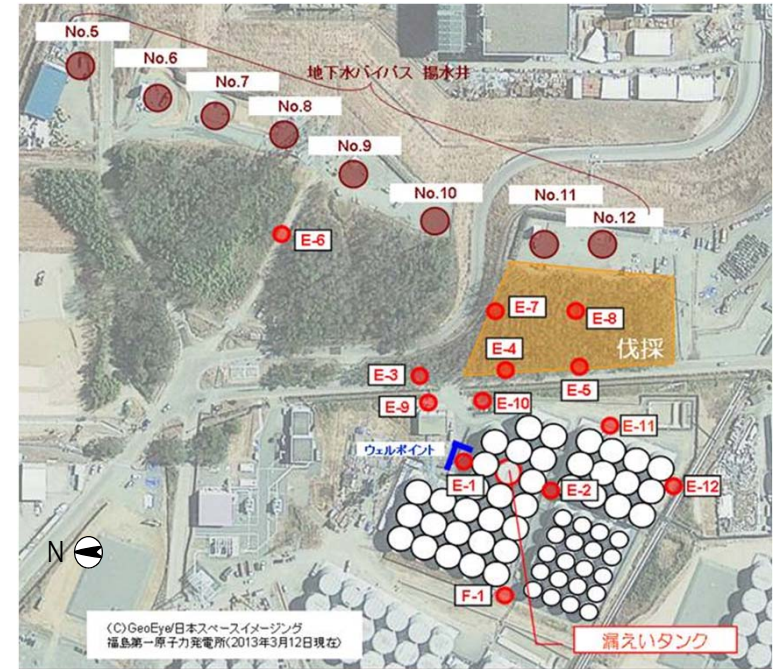 No.5
No.6
No.7
地下水バイパス 揚水井
No.8
No.9
No.10
No.11
No.12
E-6
E-7
E-8
伐採
E-4
E-5
E-3
E-9
E-10
E-11
ウェルポイント
E-1
E-2
E-12
N
F-1
(C)GeoEye/日本スペースイメージング
福島第一原子力発電所(2013年3月12日現在)
漏えいタンク